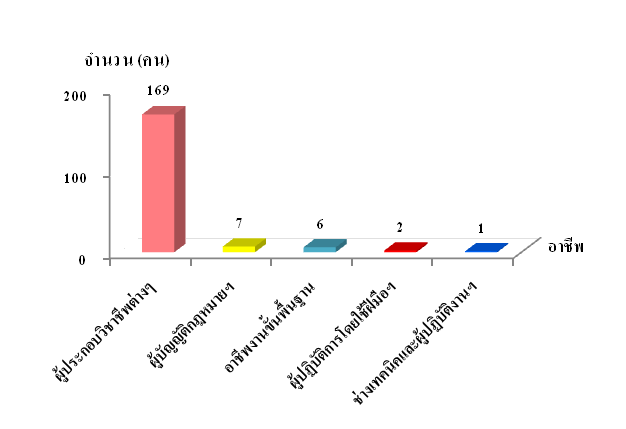 จำนวน (คน)
200
169
100
7
6
2
1
อาชีพ
0
ผู้ประกอบวิชาชีพต่างๆ
ผู้บัญญัติกฎหมายฯ
อาชีพงานขั้นพื้นฐาน
ผู้ปฏิบัติการโดยใช้ฝีมือฯ
ช่างเทคนิคและผู้ปฏิบัติงานฯ